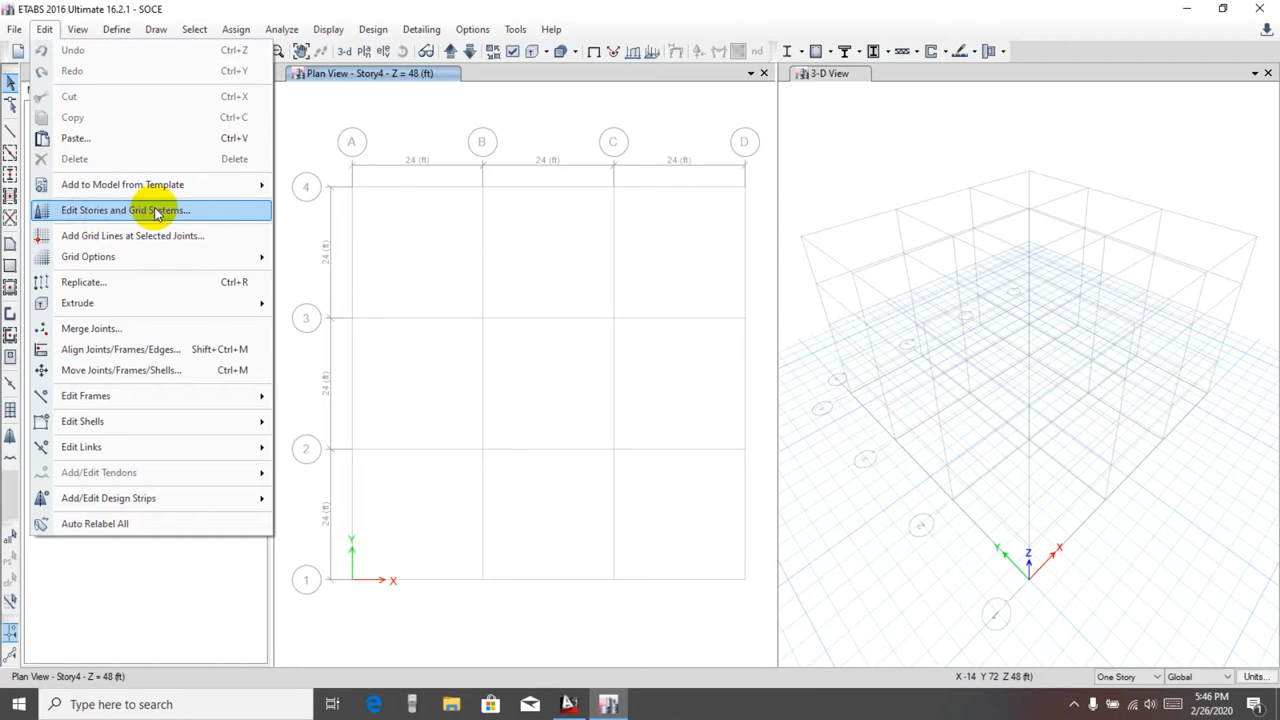 ETABS 2016 Ultimate 16.2.1 - SOCE
File Edit View Define Draw Select Assign Analyze Display Design Detailing Options Tools Help
3-d nd
Undo Ctrl+Z
Redo Ctrl+Y
Cut Ctrl+X
Copy Ctrl+C
Paste... Ctrl+V
Delete Delete
Add to Model from Template
Edit Stories and Grid Systems...
Add Grid Lines at Selected Joints...
Grid Options
Replicate... Ctrl+R
Extrude
Merge Joints...
Align Joints/Frames/Edges... Shift+Ctrl+M
Move Joints/Frames/Shells... Ctrl+M
Edit Frames
Edit Shells
Edit Links
Add/Edit Tendons
Add/Edit Design Strips
Auto Relabel All
Plan View - Story4 - Z = 48 (ft)
A B C D
24 (ft) 24 (ft) 24 (ft)
4
24 (ft)
3
24 (ft)
2
24 (ft)
1
Y
X
3-D View
Y Z X
Plan View - Story4 - Z = 48 (ft)
X -14 Y 72 Z 48 (ft) One Story Global Units...
Type here to search
5:46 PM
2/26/2020